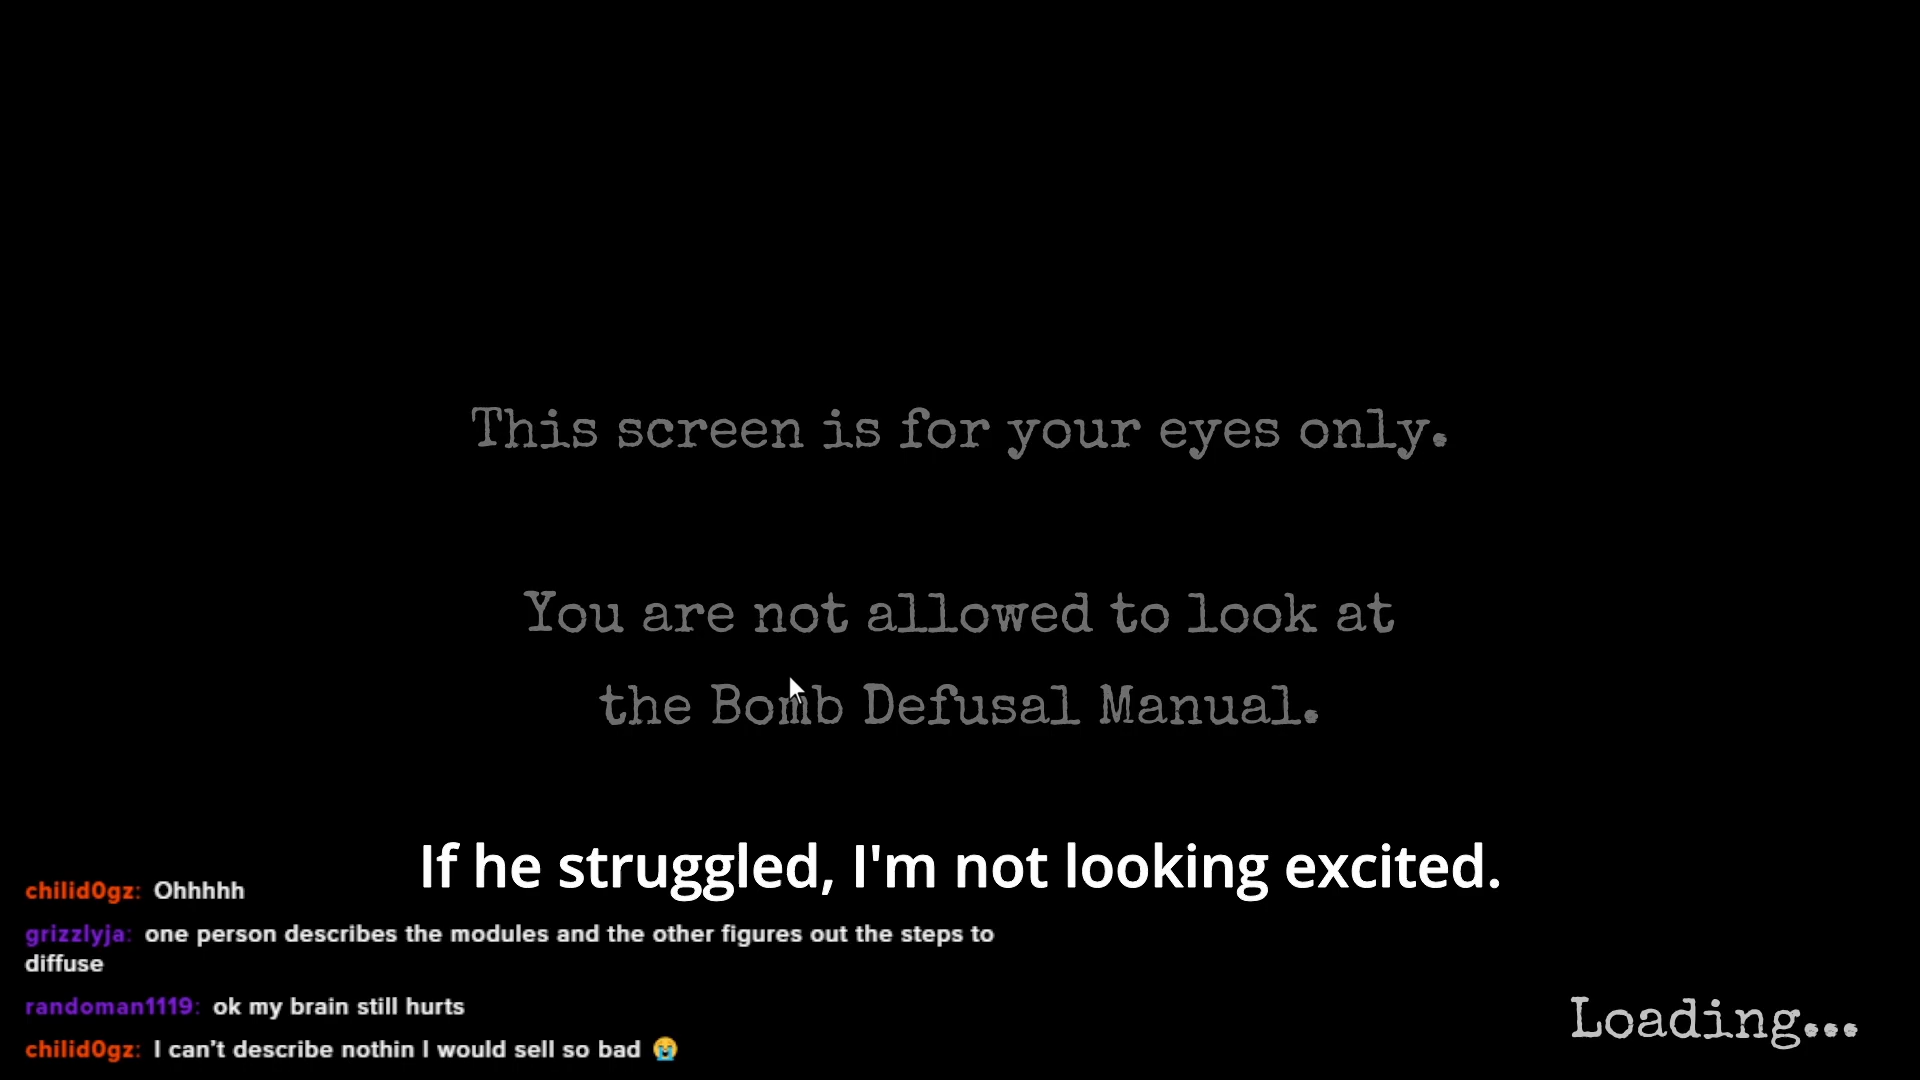 This screen is for your eyes only.
You are not allowed to look at
the Bomb Defusal Manual.
If he struggled, I'm not looking excited.
chilid0gz: Ohhhhh
grizzlyja: one person describes the modules and the other figures out the steps to
diffuse
randoman1119: ok my brain still hurts
chilid0gz: I can't describe nothin I would sell so bad 😭
Loading...